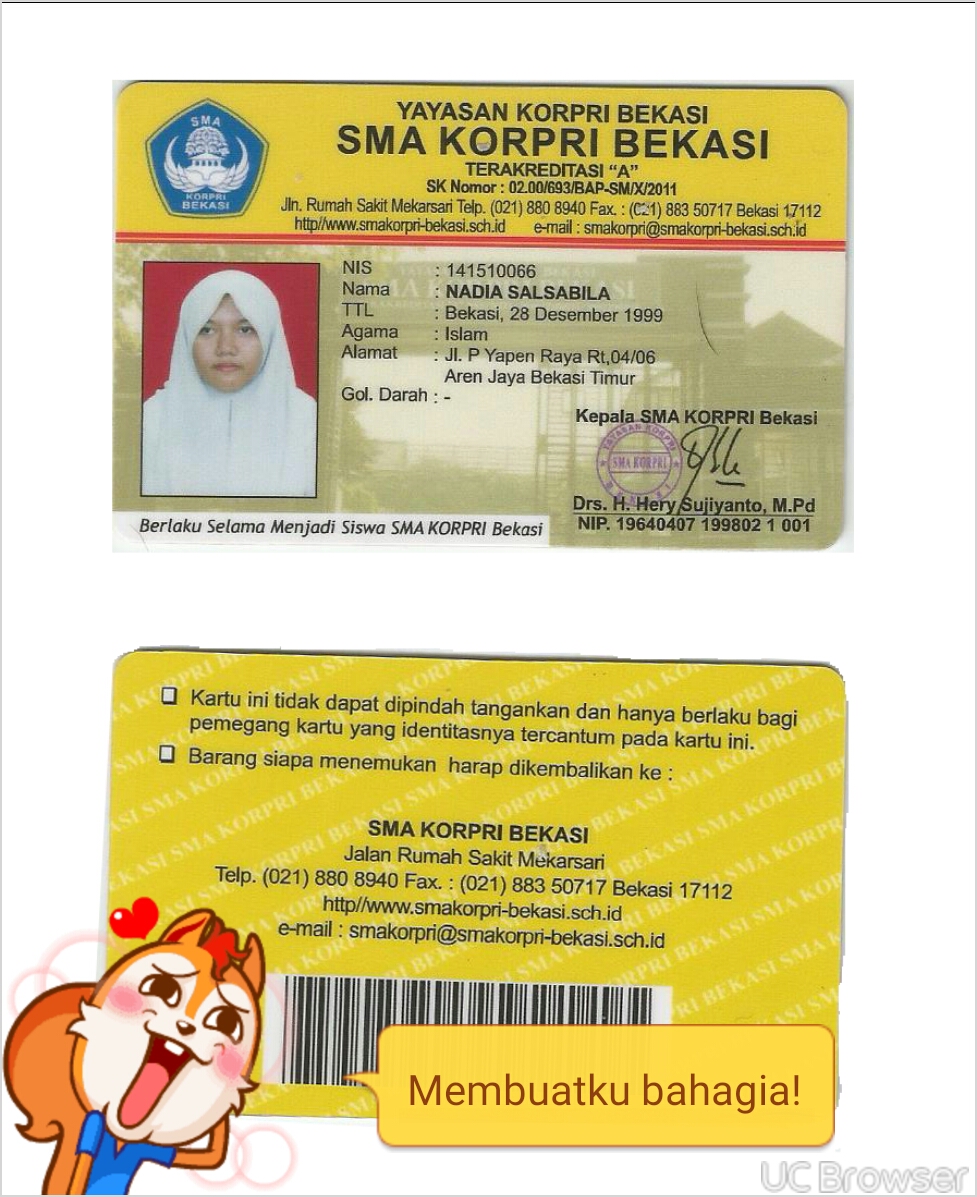 SMA
KORPRI
BEKASI
YAYASAN KORPRI BEKASI
SMA KORPRI BEKASI
TERAKREDITASI “A”
SK Nomor : 02.00/693/BAP-SM/X/2011
Jln. Rumah Sakit Mekarsari Telp. (021) 880 8940 Fax. : (021) 883 50717 Bekasi 17112
http//www.smakorpri-bekasi.sch.id e-mail : smakorpri@smakorpri-bekasi.sch.id
NIS : 141510066
Nama : NADIA SALSABILA
TTL : Bekasi, 28 Desember 1999
Agama : Islam
Alamat : Jl. P Yapen Raya Rt,04/06
Aren Jaya Bekasi Timur
Gol. Darah : -
Kepala SMA KORPRI Bekasi
YAYASAN KORPRI
SMA KORPRI
BEKASI
Drs. H. Hery Sujiyanto, M.Pd
NIP. 19640407 199802 1 001
Berlaku Selama Menjadi Siswa SMA KORPRI Bekasi
Kartu ini tidak dapat dipindah tangankan dan hanya berlaku bagi
pemegang kartu yang identitasnya tercantum pada kartu ini.
Barang siapa menemukan harap dikembalikan ke :
SMA KORPRI BEKASI
Jalan Rumah Sakit Mekarsari
Telp. (021) 880 8940 Fax. : (021) 883 50717 Bekasi 17112
http//www.smakorpri-bekasi.sch.id
e-mail : smakorpri@smakorpri-bekasi.sch.id
Membuatku bahagia!
UC Browser